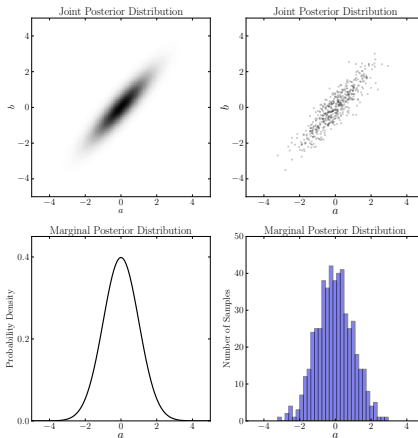 Joint Posterior Distribution
4
2
0
−2
−4
b
−4 −2 0 2 4
a
Joint Posterior Distribution
4
2
0
−2
−4
b
−4 −2 0 2 4
a
Marginal Posterior Distribution
0.4
0.2
0.0
Probability Density
−4 −2 0 2 4
a
Marginal Posterior Distribution
50
40
30
20
10
0
Number of Samples
−4 −2 0 2 4
a